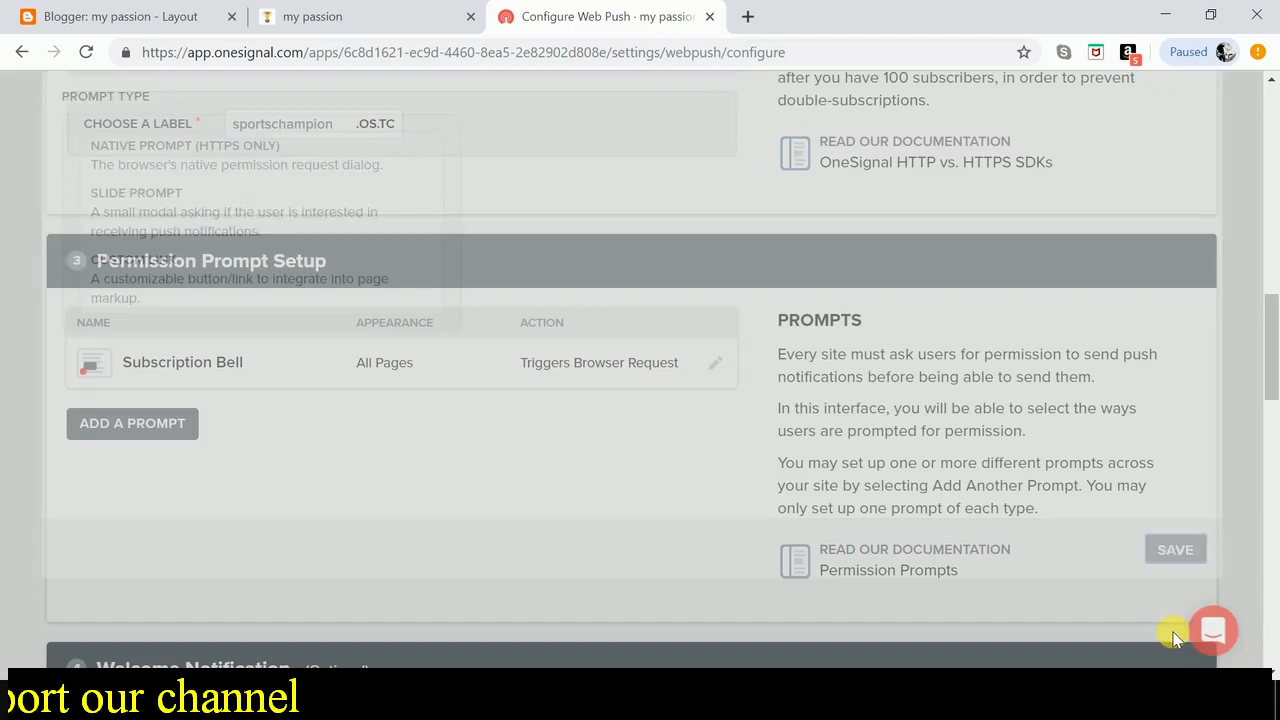 Blogger: my passion - Layout
my passion
Configure Web Push - my passion
https://app.onesignal.com/apps/6c8d1621-ec9d-4460-8ea5-2e82902d808e/settings/webpush/configure
Paused
5
after you have 100 subscribers, in order to prevent
double-subscriptions.
PROMPT TYPE
CHOOSE A LABEL *
sportschampion
.OS.TC
NATIVE PROMPT (HTTPS ONLY)
The browser's native permission request dialog.
SLIDE PROMPT
A small modal asking if the user is interested in
receiving push notifications.
A customizable button/link to integrate into page
markup.
READ OUR DOCUMENTATION
OneSignal HTTP vs. HTTPS SDKs
3 Permission Prompt Setup
NAME APPEARANCE ACTION
Subscription Bell All Pages Triggers Browser Request
ADD A PROMPT
PROMPTS
Every site must ask users for permission to send push
notifications before being able to send them.
In this interface, you will be able to select the ways
users are prompted for permission.
You may set up one or more different prompts across
your site by selecting Add Another Prompt. You may
only set up one prompt of each type.
READ OUR DOCUMENTATION
Permission Prompts
SAVE
4 Welcome Notification (Optional)
port our channel